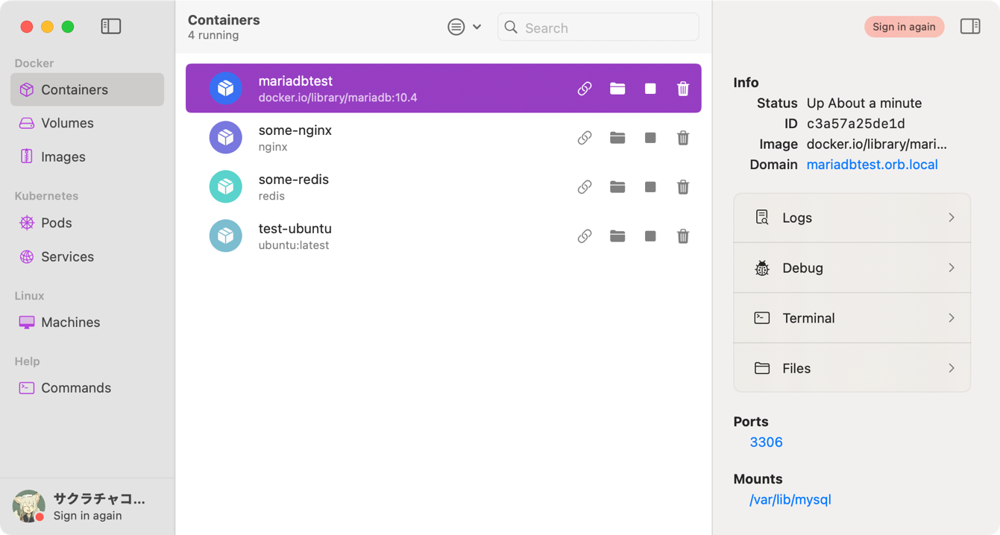 Docker
Containers
Volumes
Images
Kubernetes
Pods
Services
Linux
Machines
Help
Commands
サクラチャコ...
Sign in again
Containers
4 running
Search
mariadbtest
docker.io/library/mariadb:10.4
some-nginx
nginx
some-redis
redis
test-ubuntu
ubuntu:latest
Sign in again
Info
Status Up About a minute
ID c3a57a25de1d
Image docker.io/library/mari...
Domain mariadbtest.orb.local
Logs
Debug
Terminal
Files
Ports
3306
Mounts
/var/lib/mysql